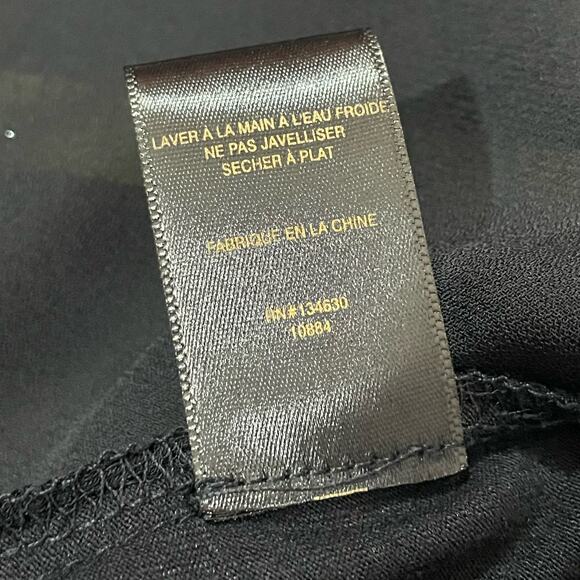 LAVER À LA MAIN À L'EAU FROIDE
NE PAS JAVELLISER
SECHER À PLAT
FABRIQUE EN LA CHINE
RN#134630
10884